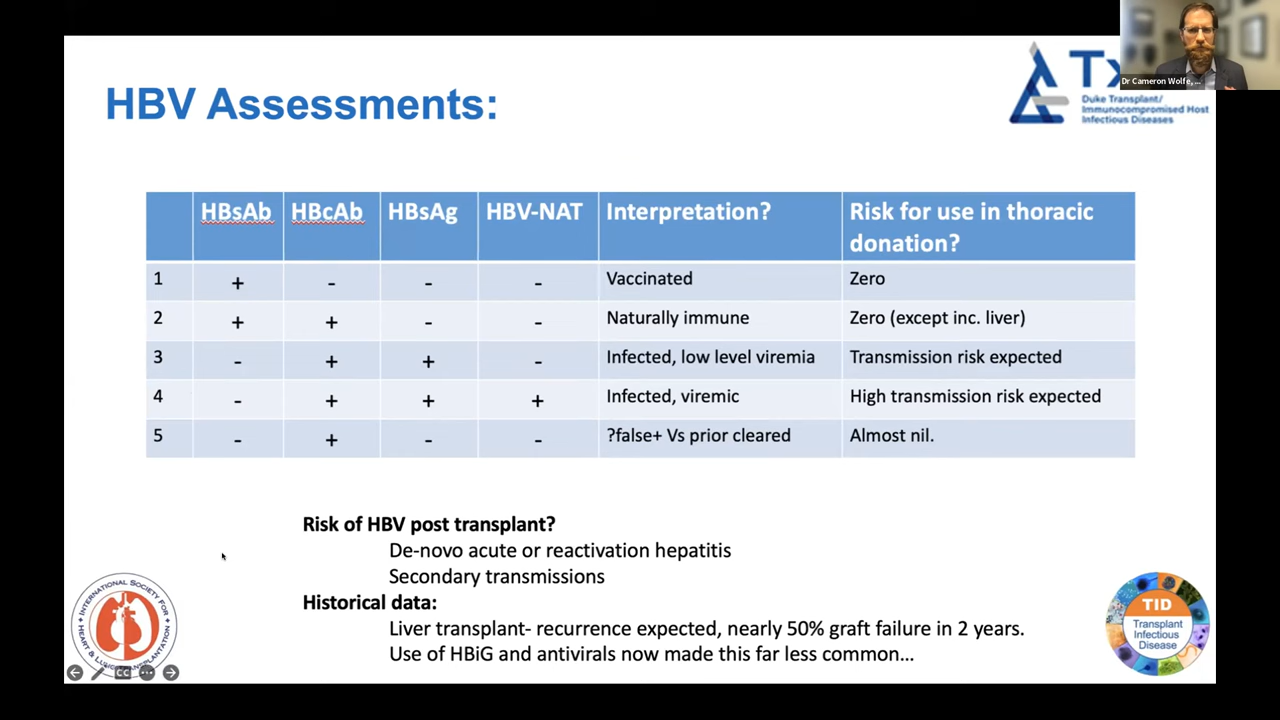 Dr Cameron Wolfe, ...
HBV Assessments:
Tx
Duke Transplant/
Immunocompromised Host
Infectious Diseases
HBsAb HBcAb HBsAg HBV-NAT Interpretation? Risk for use in thoracic
donation?
1 + - - - Vaccinated Zero
2 + + - - Naturally immune Zero (except inc. liver)
3 - + + - Infected, low level viremia Transmission risk expected
4 - + + + Infected, viremic High transmission risk expected
5 - + - - ?false+ Vs prior cleared Almost nil.
Risk of HBV post transplant?
De-novo acute or reactivation hepatitis
Secondary transmissions
Historical data:
Liver transplant- recurrence expected, nearly 50% graft failure in 2 years.
Use of HBiG and antivirals now made this far less common…
INTERNATIONAL SOCIETY FOR
HEART & LUNG TRANSPLANTATION
TID
Transplant
Infectious
Disease
CC